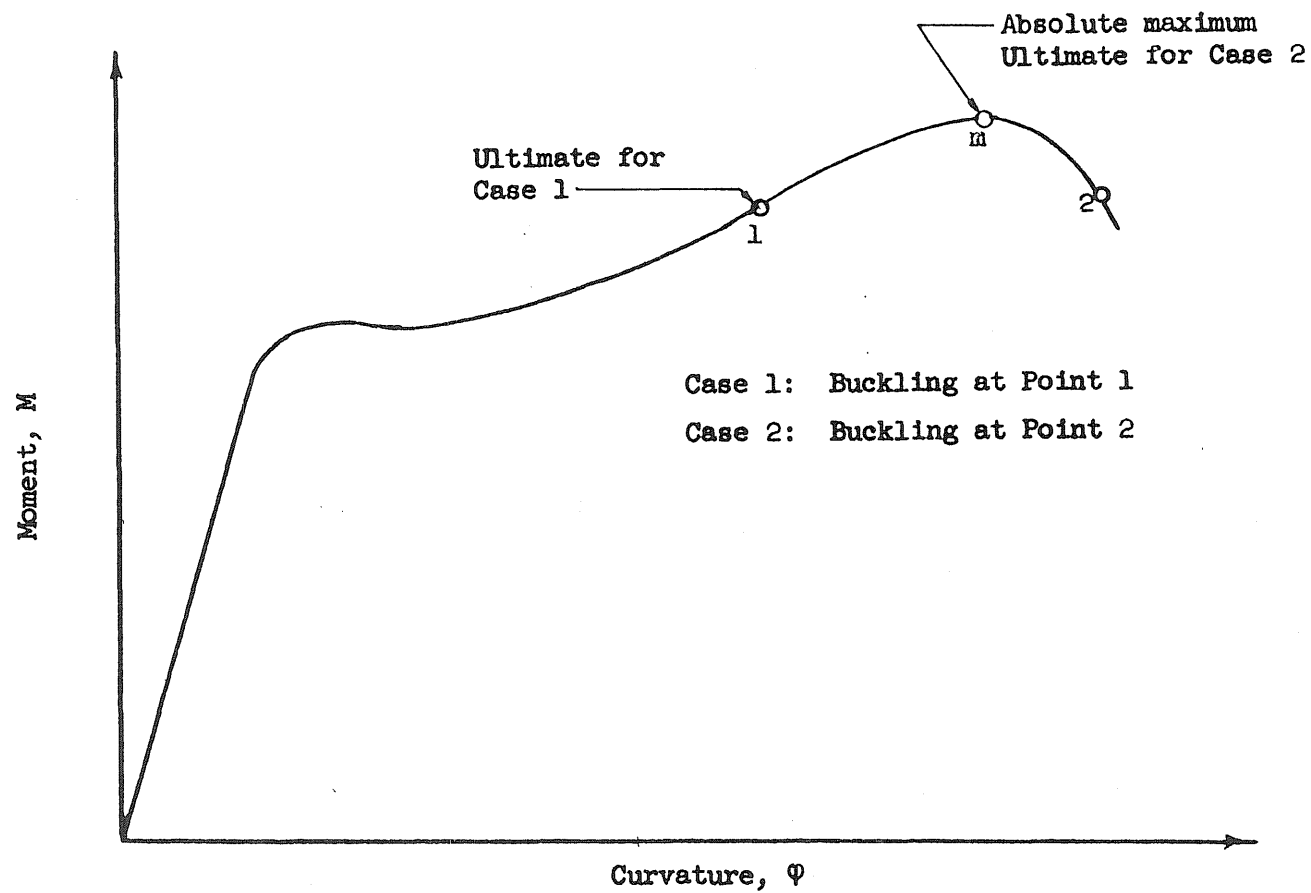 Absolute maximum
Ultimate for Case 2
m
Ultimate for
Case 1
2
1
Case 1: Buckling at Point 1
Case 2: Buckling at Point 2
Moment, M
Curvature, φ